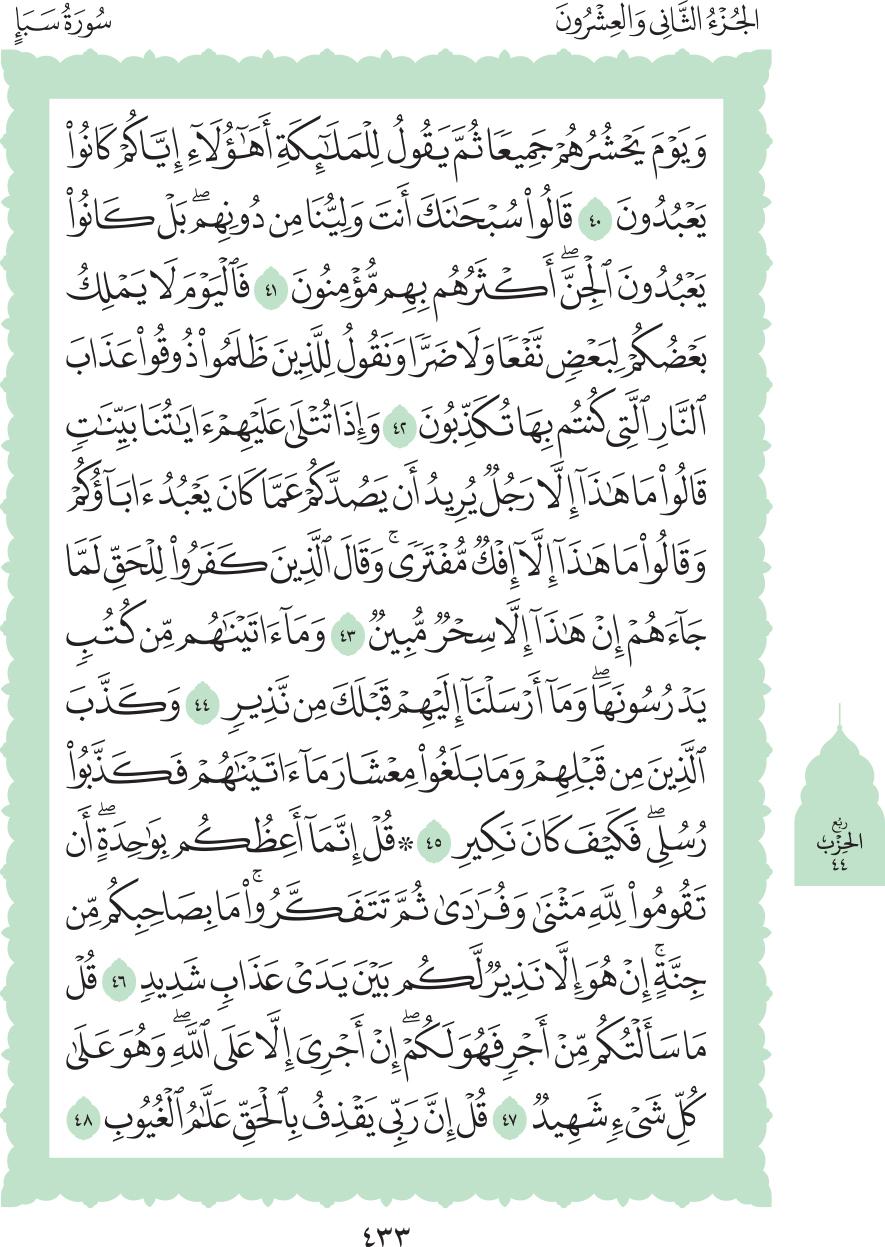 الجُزْءُ الثَّانِي وَالعِشْرُونَ
سُورَةُ سَبَإٍ
وَيَوْمَ يَحْشُرُهُمْ جَمِيعًا ثُمَّ يَقُولُ لِلْمَلَٰٓئِكَةِ أَهَٰٓؤُلَآءِ إِيَّاكُمْ كَانُوا۟
يَعْبُدُونَ ٤٠ قَالُوا۟ سُبْحَٰنَكَ أَنتَ وَلِيُّنَا مِن دُونِهِمۖ بَلْ كَانُوا۟
يَعْبُدُونَ ٱلْجِنَّۖ أَكْثَرُهُم بِهِم مُّؤْمِنُونَ ٤١ فَٱلْيَوْمَ لَا يَمْلِكُ
بَعْضُكُمْ لِبَعْضٍ نَّفْعًا وَلَا ضَرًّا وَنَقُولُ لِلَّذِينَ ظَلَمُوا۟ ذُوقُوا۟ عَذَابَ
ٱلنَّارِ ٱلَّتِى كُنتُم بِهَا تُكَذِّبُونَ ٤٢ وَإِذَا تُتْلَىٰ عَلَيْهِمْ ءَايَٰتُنَا بَيِّنَٰتٍ
قَالُوا۟ مَا هَٰذَآ إِلَّا رَجُلٌ يُرِيدُ أَن يَصُدَّكُمْ عَمَّا كَانَ يَعْبُدُ ءَابَآؤُكُمْ
وَقَالُوا۟ مَا هَٰذَآ إِلَّآ إِفْكٌ مُّفْتَرًىۚ وَقَالَ ٱلَّذِينَ كَفَرُوا۟ لِلْحَقِّ لَمَّا
جَآءَهُمْ إِنْ هَٰذَآ إِلَّا سِحْرٌ مُّبِينٌ ٤٣ وَمَآ ءَاتَيْنَٰهُم مِّن كُتُبٍ
يَدْرُسُونَهَاۖ وَمَآ أَرْسَلْنَآ إِلَيْهِمْ قَبْلَكَ مِن نَّذِيرٍ ٤٤ وَكَذَّبَ
ٱلَّذِينَ مِن قَبْلِهِمْ وَمَا بَلَغُوا۟ مِعْشَارَ مَآ ءَاتَيْنَٰهُمْ فَكَذَّبُوا۟
رُسُلِىۖ فَكَيْفَ كَانَ نَكِيرِ ٤٥ ۞ قُلْ إِنَّمَآ أَعِظُكُم بِوَٰحِدَةٍۖ أَن
تَقُومُوا۟ لِلَّهِ مَثْنَىٰ وَفُرَٰدَىٰ ثُمَّ تَتَفَكَّرُوا۟ۚ مَا بِصَاحِبِكُم مِّن
جِنَّةٍۚ إِنْ هُوَ إِلَّا نَذِيرٌ لَّكُم بَيْنَ يَدَىْ عَذَابٍ شَدِيدٍ ٤٦ قُلْ
مَا سَأَلْتُكُم مِّنْ أَجْرٍ فَهُوَ لَكُمْۖ إِنْ أَجْرِىَ إِلَّا عَلَى ٱللَّهِۖ وَهُوَ عَلَىٰ
كُلِّ شَىْءٍ شَهِيدٌ ٤٧ قُلْ إِنَّ رَبِّى يَقْذِفُ بِٱلْحَقِّ عَلَّٰمُ ٱلْغُيُوبِ ٤٨
ربع
الحزب
٤٤
٤٣٣